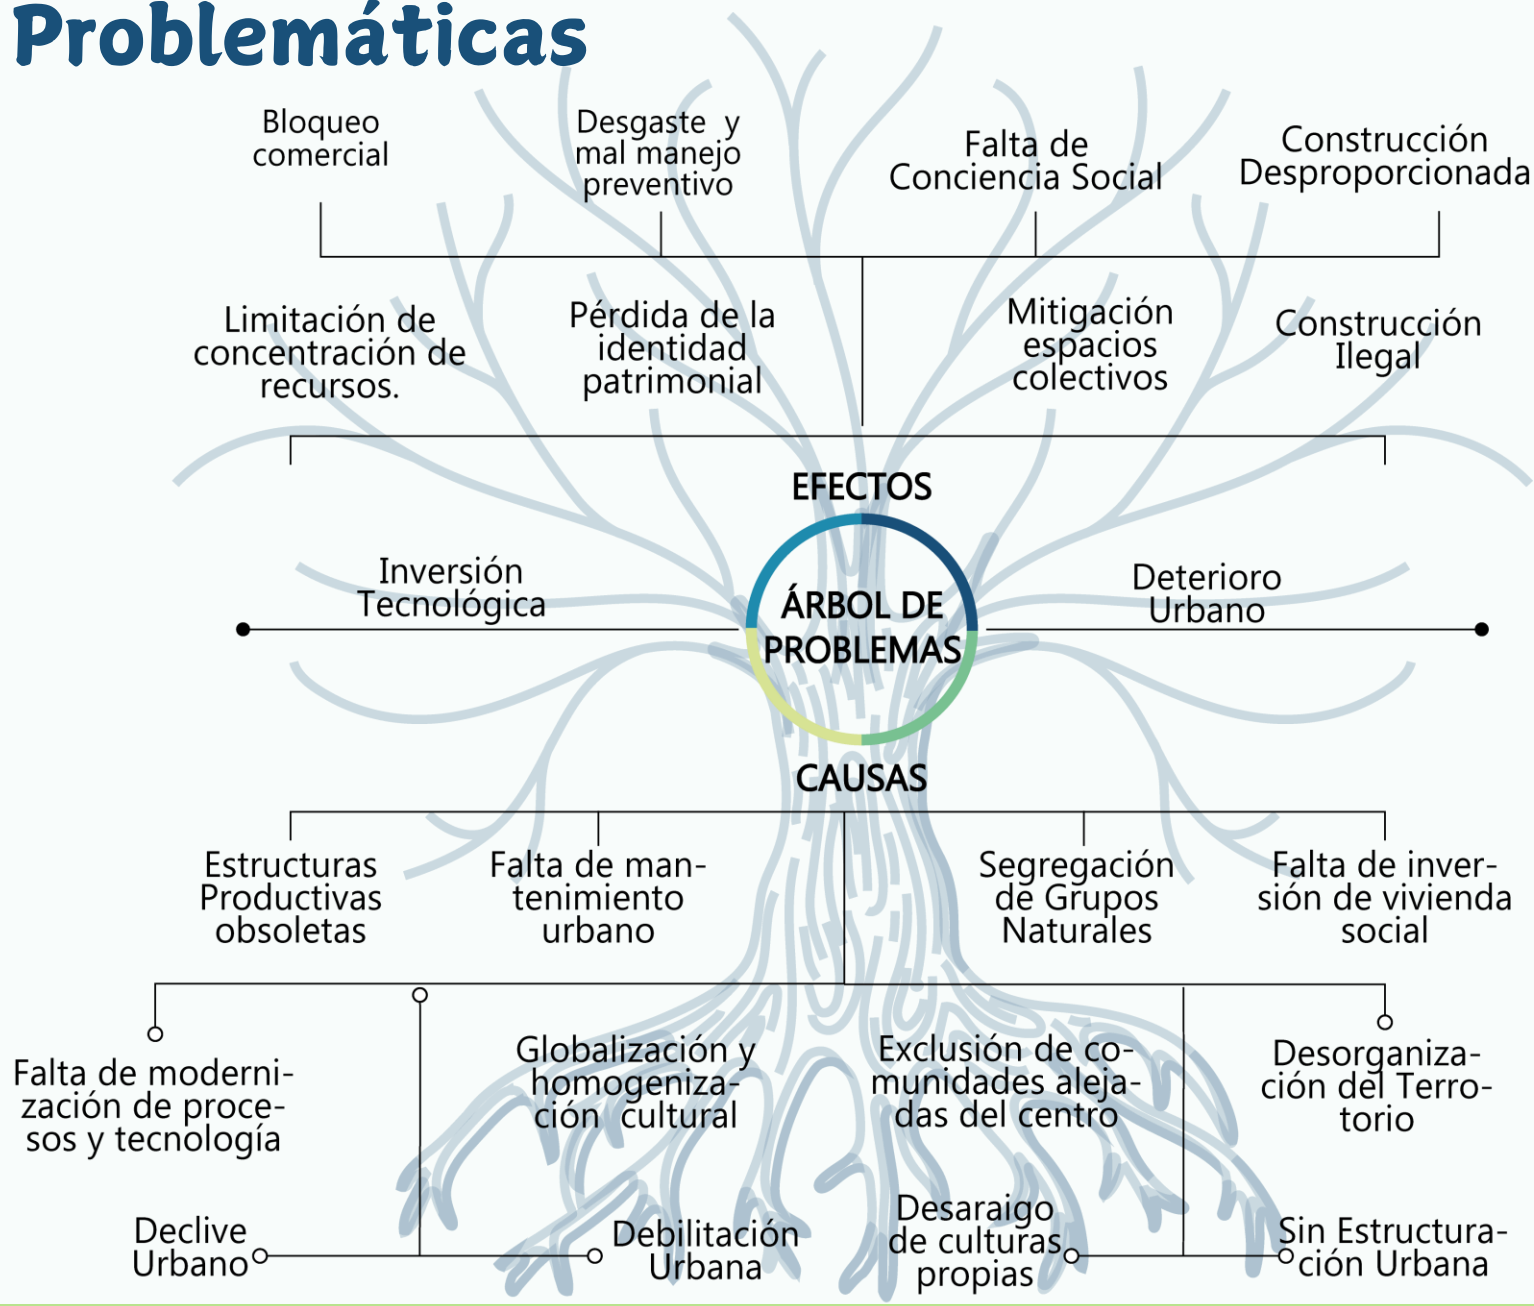 Problemáticas
Bloqueo
comercial
Desgaste y
mal manejo
preventivo
Falta de
Conciencia Social
Construcción
Desproporcionada
Limitación de
concentración de
recursos.
Pérdida de la
identidad
patrimonial
Mitigación
espacios
colectivos
Construcción
Ilegal
EFECTOS
Inversión
Tecnológica
ÁRBOL DE
PROBLEMAS
Deterioro
Urbano
CAUSAS
Estructuras
Productivas
obsoletas
Falta de man-
tenimiento
urbano
Segregación
de Grupos
Naturales
Falta de inver-
sión de vivienda
social
Falta de moderni-
zación de proce-
sos y tecnología
Globalización y
homogeniza-
ción cultural
Exclusión de co-
munidades aleja-
das del centro
Desorganiza-
ción del Terro-
torio
Declive
Urbano
Debilitación
Urbana
Desaraigo
de culturas
propias
Sin Estructura-
ción Urbana